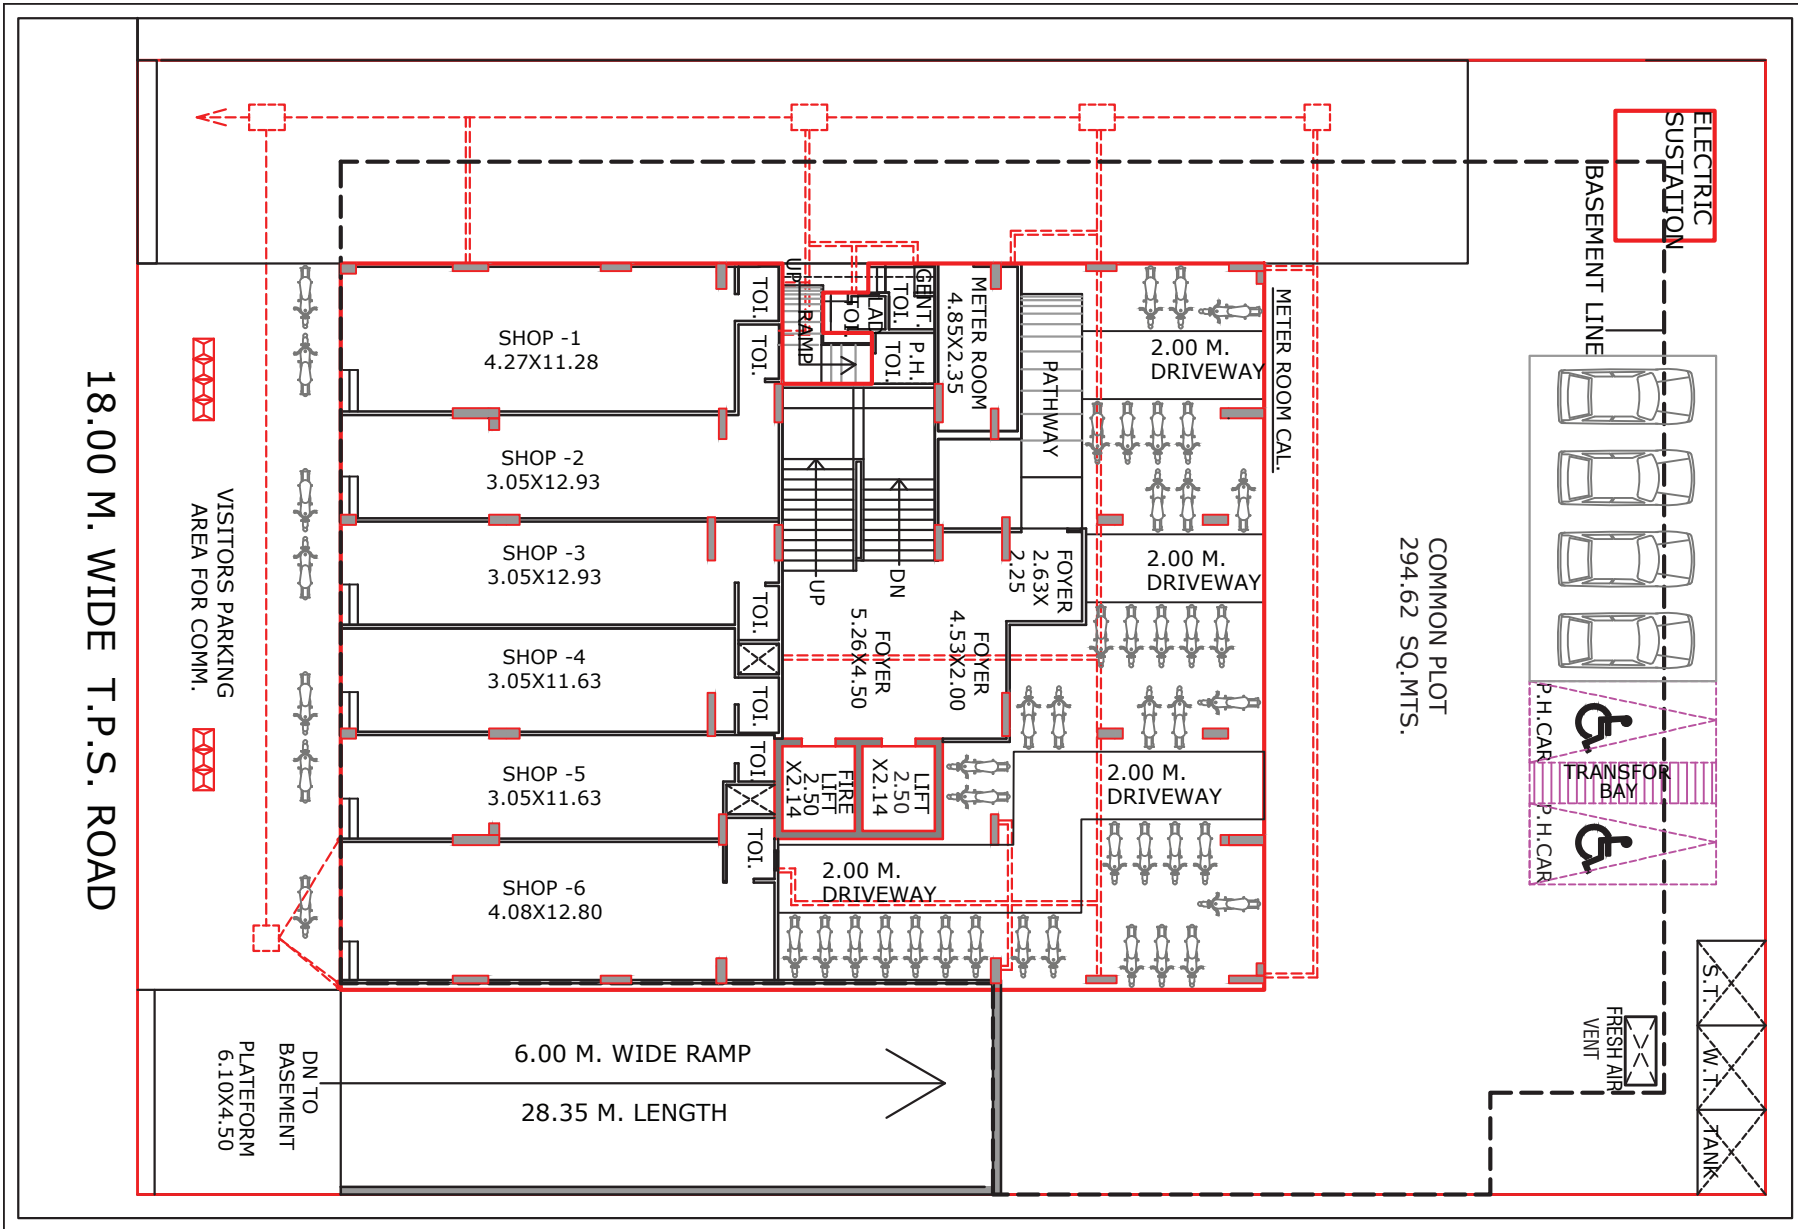 18.00 M. WIDE T.P.S. ROAD
VISITORS PARKING
AREA FOR COMM.
SHOP -1
4.27X11.28
SHOP -2
3.05X12.93
SHOP -3
3.05X12.93
SHOP -4
3.05X11.63
SHOP -5
3.05X11.63
SHOP -6
4.08X12.80
TOI.
TOI.
TOI.
TOI.
TOI.
TOI.
UP
RAMP
LAD.
TOI.
GENT.
TOI.
P.H.
TOI.
METER ROOM
4.85X2.35
PATHWAY
UP
DN
FOYER
5.26X4.50
FOYER
4.53X2.00
FOYER
2.63X
2.25
FIRE
LIFT
2.50
X2.14
LIFT
2.50
X2.14
2.00 M.
DRIVEWAY
2.00 M.
DRIVEWAY
2.00 M.
DRIVEWAY
2.00 M.
DRIVEWAY
METER ROOM CAL.
COMMON PLOT
294.62 SQ.MTS.
ELECTRIC
SUSTATION
BASEMENT LINE
P.H.CAR
TRANSFOR
BAY
P.H.CAR
FRESH AIR
VENT
S.T.
W.T.
TANK
6.00 M. WIDE RAMP
28.35 M. LENGTH
DN TO
BASEMENT
PLATEFORM
6.10X4.50